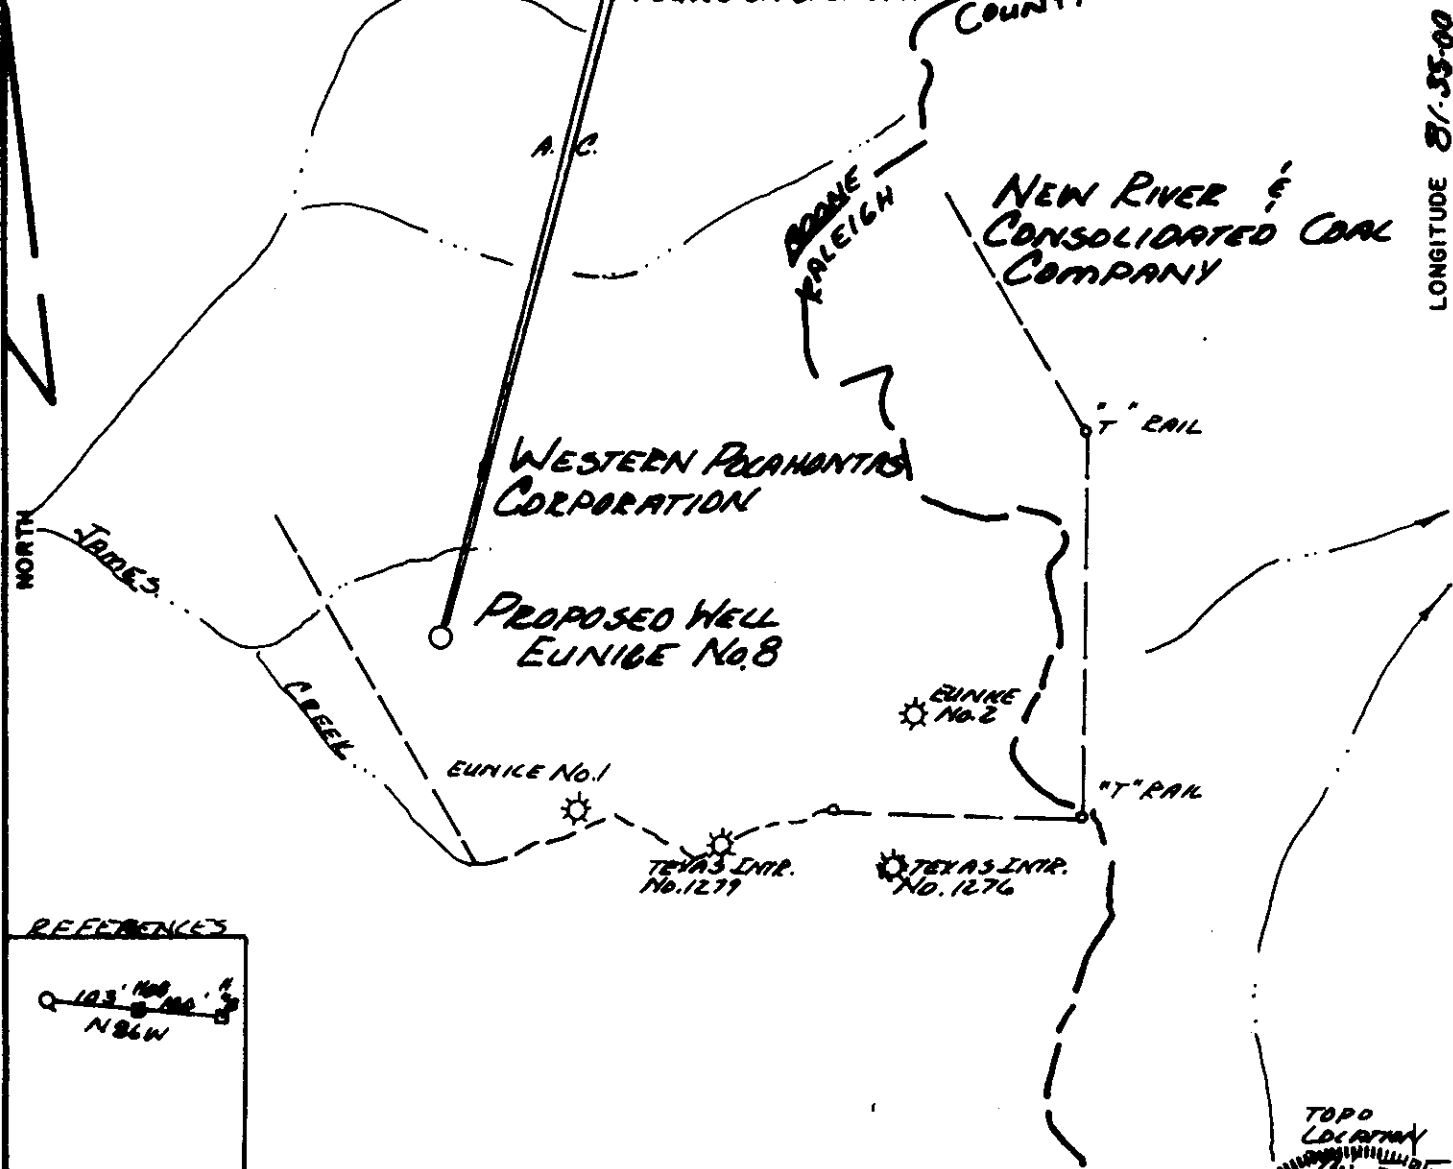 COUNTY
LONGITUDE 81-35-00
A. C.
BOONE
RALEIGH
NEW RIVER &
CONSOLIDATED COAL
COMPANY
"T" RAIL
WESTERN POCAHONTAS
CORPORATION
NORTH
JAMES
PROPOSED WELL
EUNICE No.8
CREEK
EUNICE
No.2
EUNICE No.1
"T" RAIL
TEXAS INTR.
No.1279
TEXAS INTR.
No.1276
REFERENCES
103'
N86W
TOPO
LOCATION